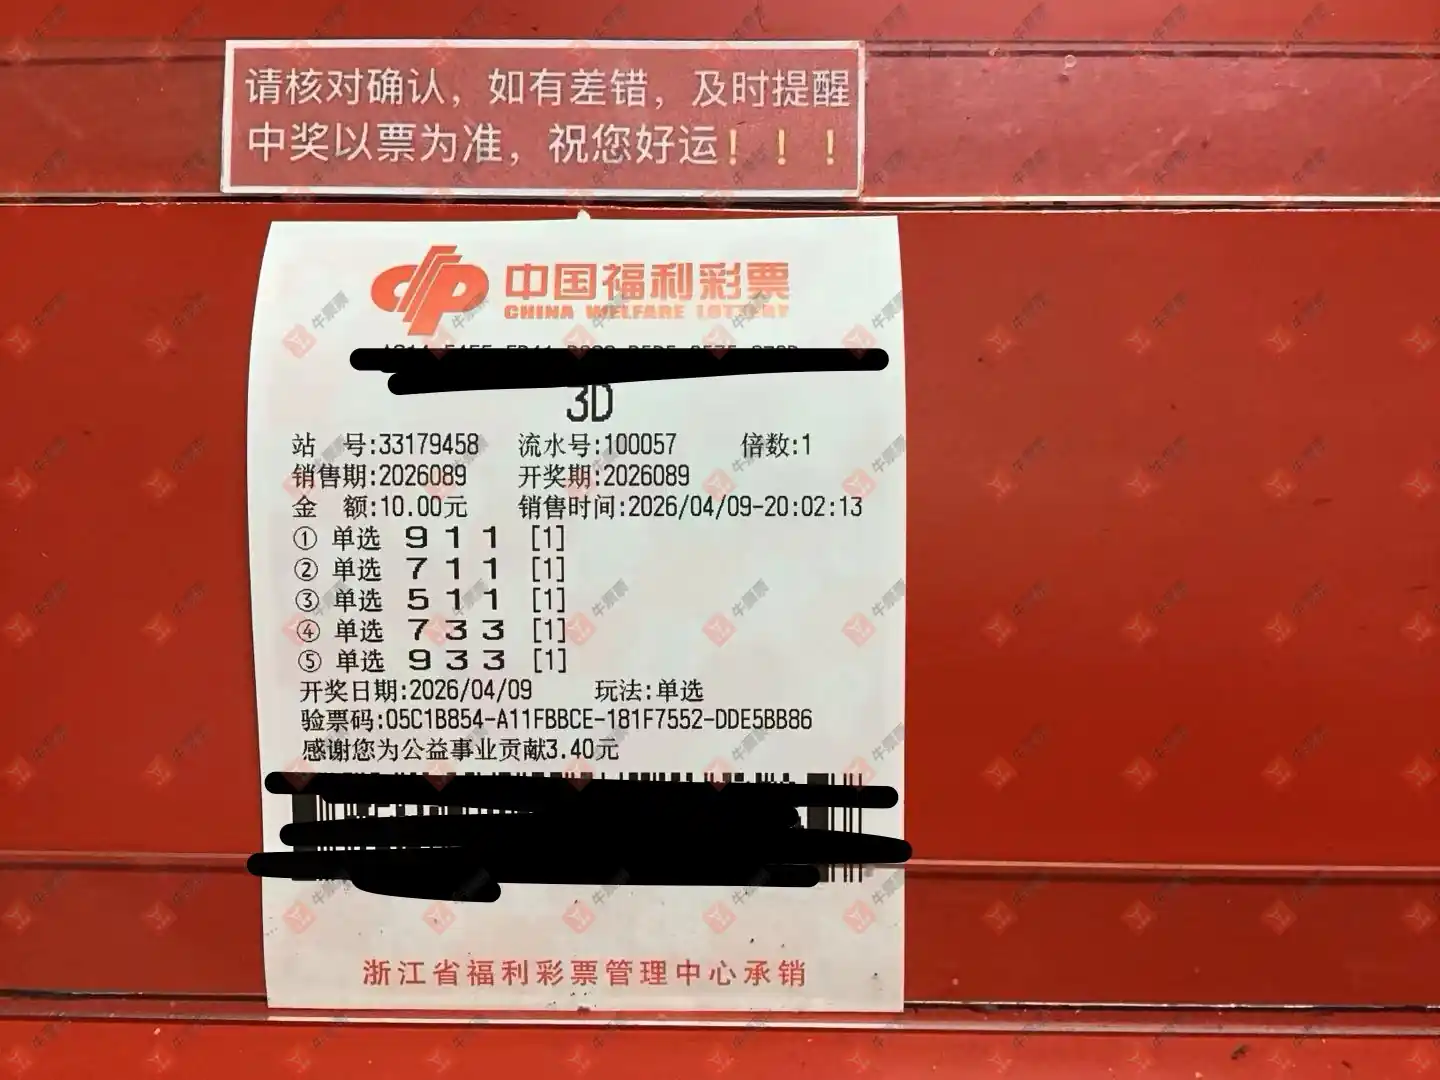 请核对确认，如有差错，及时提醒
中奖以票为准，祝您好运！！！
中国福利彩票
CHINA WELFARE LOTTERY
3D
站 号:33179458 流水号:100057 倍数:1
销售期:2026089 开奖期:2026089
金 额:10.00元 销售时间:2026/04/09-20:02:13
① 单选 9 1 1 [1]
② 单选 7 1 1 [1]
③ 单选 5 1 1 [1]
④ 单选 7 3 3 [1]
⑤ 单选 9 3 3 [1]
开奖日期:2026/04/09 玩法:单选
验票码:05C1B854-A11FBBCE-181F7552-DDE5BB86
感谢您为公益事业贡献3.40元
浙江省福利彩票管理中心承销
牛票票